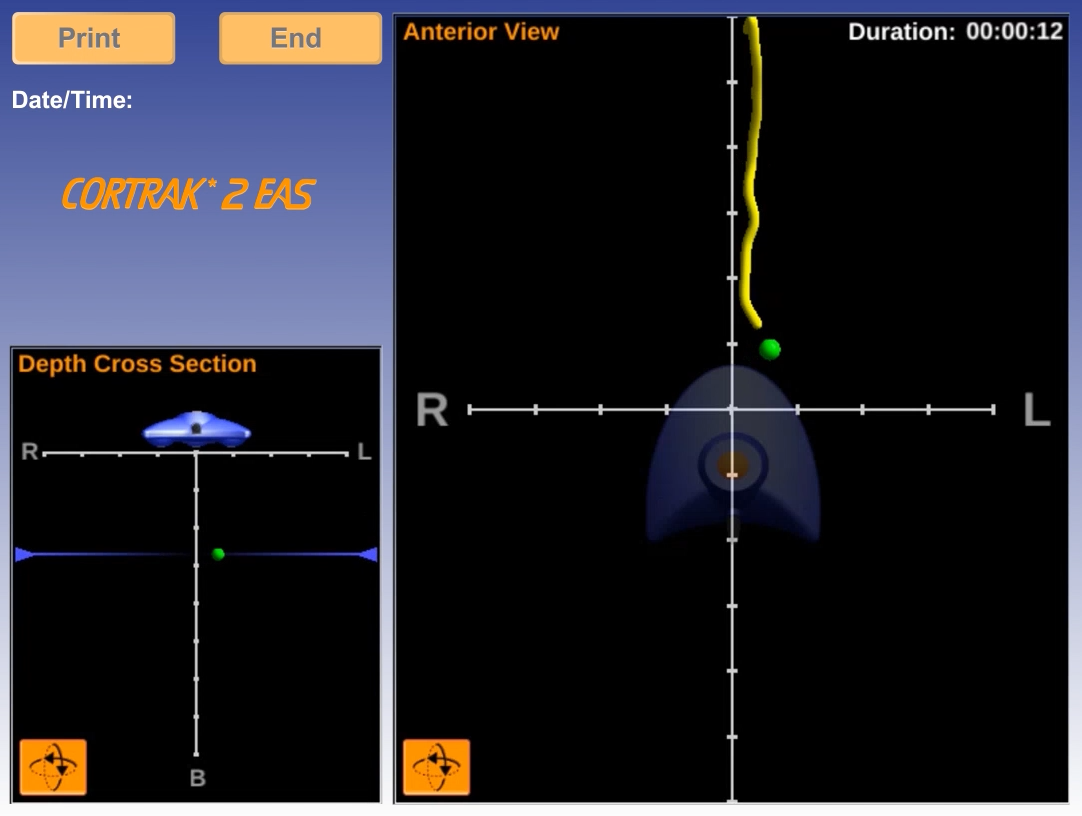 Print
End
Date/Time:
CORTRAK* 2 EAS
Depth Cross Section
R
L
B
Anterior View
Duration: 00:00:12
R
L